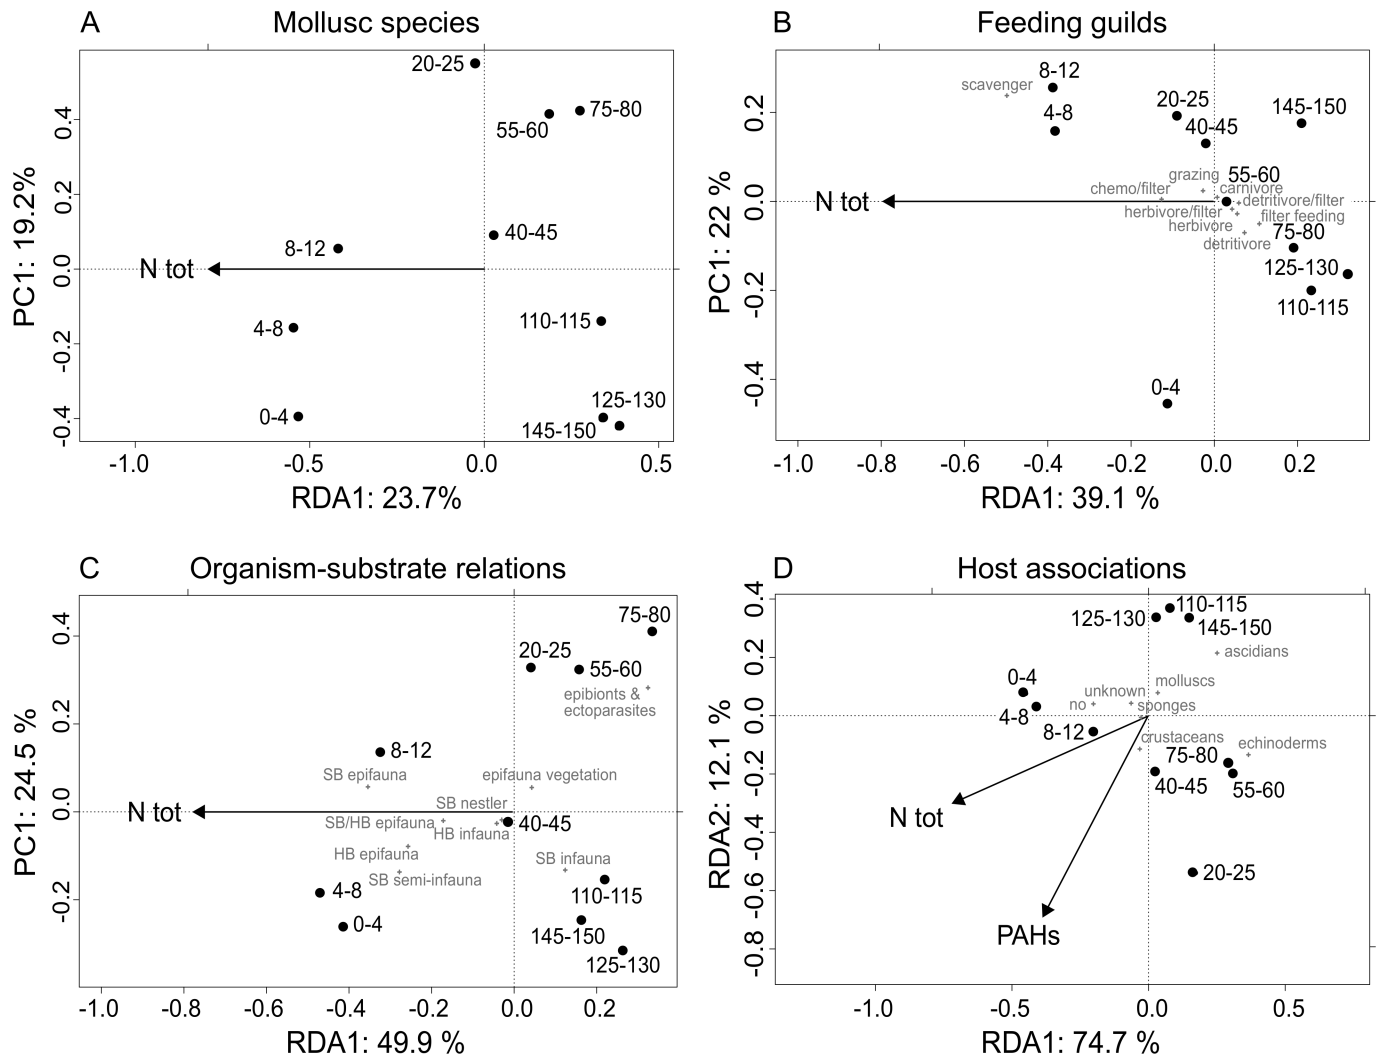 A
Mollusc species
20-25
75-80
55-60
40-45
8-12
N tot
4-8
110-115
125-130
0-4
145-150
0.4
0.2
0.0
-0.2
-0.4
PC1: 19.2%
-1.0
-0.5
0.0
0.5
RDA1: 23.7%
B
Feeding guilds
8-12
scavenger
20-25
145-150
4-8
40-45
grazing
55-60
chemo/filter
carnivore
N tot
detritivore/filter
herbivore/filter
filter feeding
herbivore
75-80
detritivore
125-130
110-115
0-4
0.2
0.0
-0.2
-0.4
PC1: 22 %
-1.0
-0.8
-0.6
-0.4
-0.2
0.0
0.2
RDA1: 39.1 %
C
Organism-substrate relations
75-80
20-25
55-60
epibionts &
ectoparasites
8-12
SB epifauna
epifauna vegetation
SB nestler
N tot
SB/HB epifauna
40-45
HB infauna
HB epifauna
SB infauna
SB semi-infauna
4-8
110-115
0-4
145-150
125-130
0.4
0.2
0.0
-0.2
PC1: 24.5 %
-1.0
-0.8
-0.6
-0.4
-0.2
0.0
0.2
RDA1: 49.9 %
D
Host associations
110-115
125-130
145-150
ascidians
0-4
molluscs
unknown
no
sponges
4-8
8-12
crustaceans
echinoderms
75-80
40-45
55-60
N tot
20-25
PAHs
0.4
0.2
0.0
-0.2
-0.4
-0.6
-0.8
RDA2: 12.1 %
-1.0
-0.5
0.0
0.5
RDA1: 74.7 %